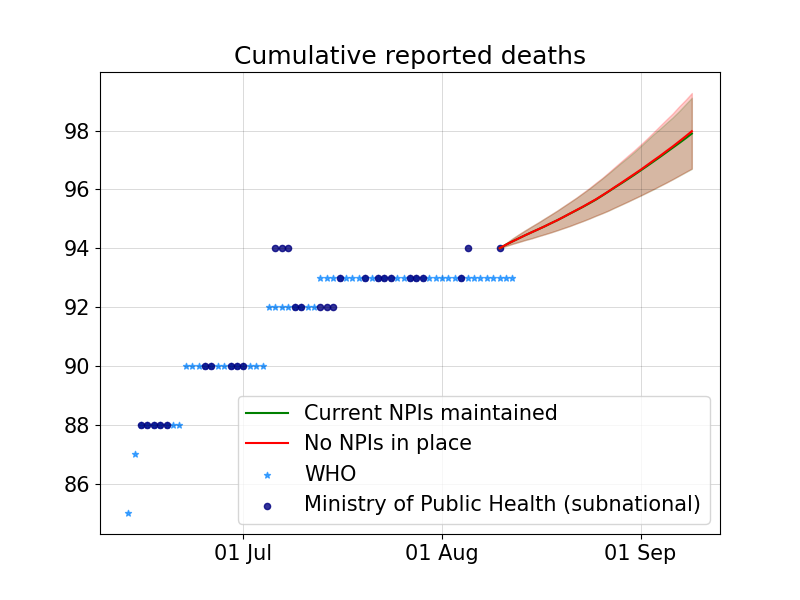 Cumulative reported deaths
98
96
94
92
90
88
86
Current NPIs maintained
No NPIs in place
WHO
Ministry of Public Health (subnational)
01 Jul 01 Aug 01 Sep